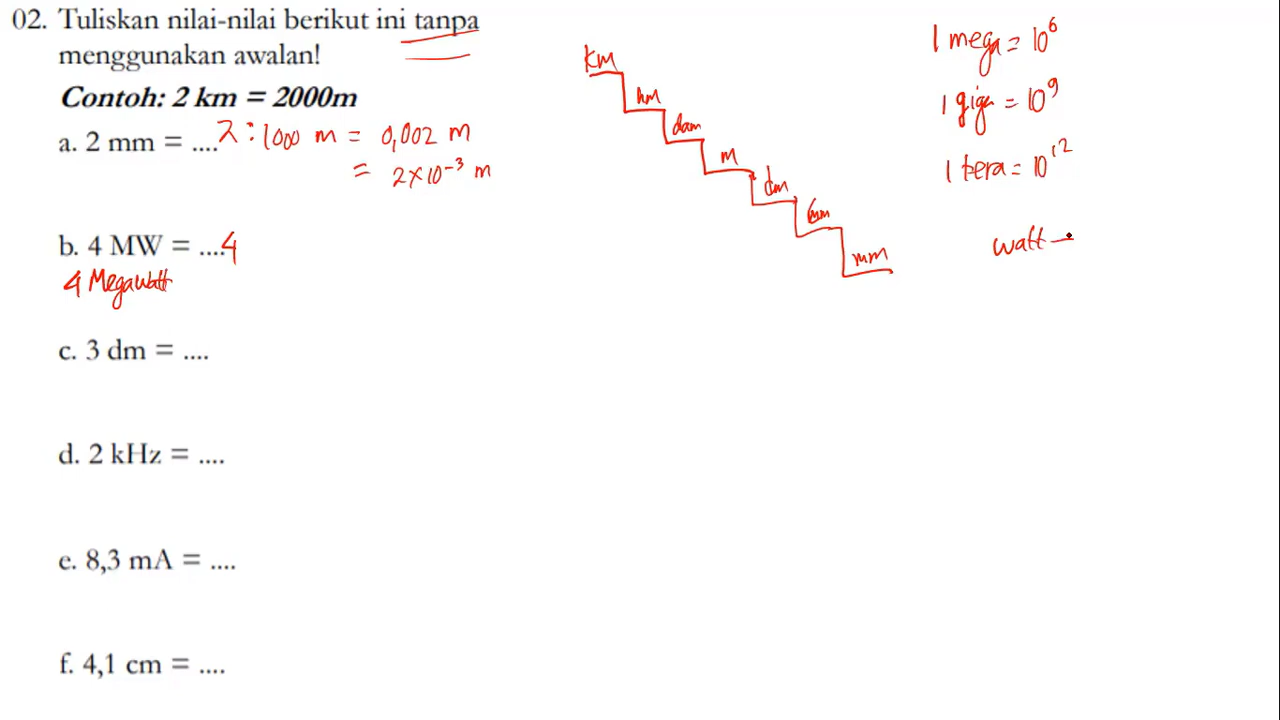 02. Tuliskan nilai-nilai berikut ini tanpa
menggunakan awalan!
Contoh: 2 km = 2000m
a. 2 mm = .... 2 : 1000 m = 0,002 m
= 2 × 10⁻³ m
b. 4 MW = .... 4
4 Megawatt
c. 3 dm = ....
d. 2 kHz = ....
e. 8,3 mA = ....
f. 4,1 cm = ....
km
hm
dam
m
dm
mm
1 mega = 10⁶
1 giga = 10⁹
1 tera = 10¹²
watt →